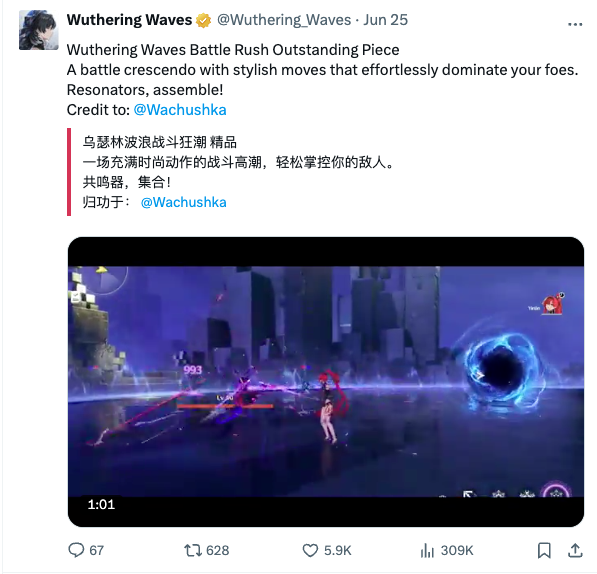 Wuthering Waves @Wuthering_Waves · Jun 25
Wuthering Waves Battle Rush Outstanding Piece
A battle crescendo with stylish moves that effortlessly dominate your foes.
Resonators, assemble!
Credit to: @Wachushka
乌瑟林波浪战斗狂潮 精品
一场充满时尚动作的战斗高潮，轻松掌控你的敌人。
共鸣器，集合！
归功于： @Wachushka
Yinlin
993
1:01
67 628 5.9K 309K